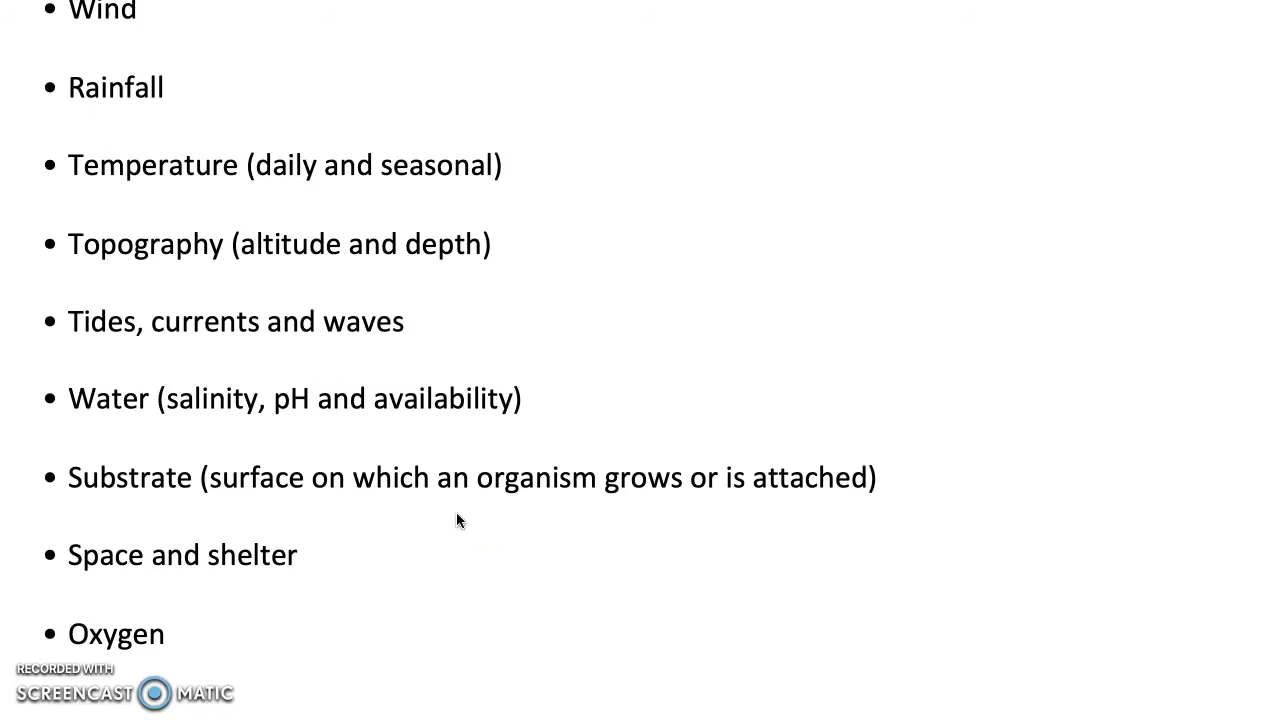 • Wind
• Rainfall
• Temperature (daily and seasonal)
• Topography (altitude and depth)
• Tides, currents and waves
• Water (salinity, pH and availability)
• Substrate (surface on which an organism grows or is attached)
• Space and shelter
• Oxygen
RECORDED WITH
SCREENCAST MATIC